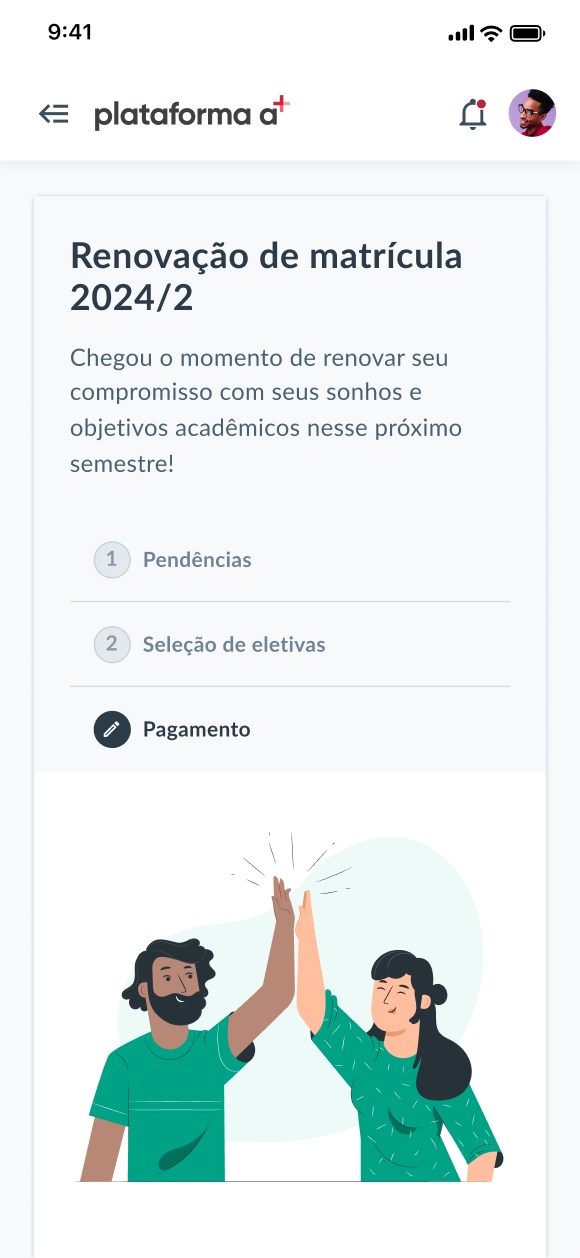 9:41
plataforma a+
Renovação de matrícula
2024/2
Chegou o momento de renovar seu
compromisso com seus sonhos e
objetivos acadêmicos nesse próximo
semestre!
1 Pendências
2 Seleção de eletivas
Pagamento